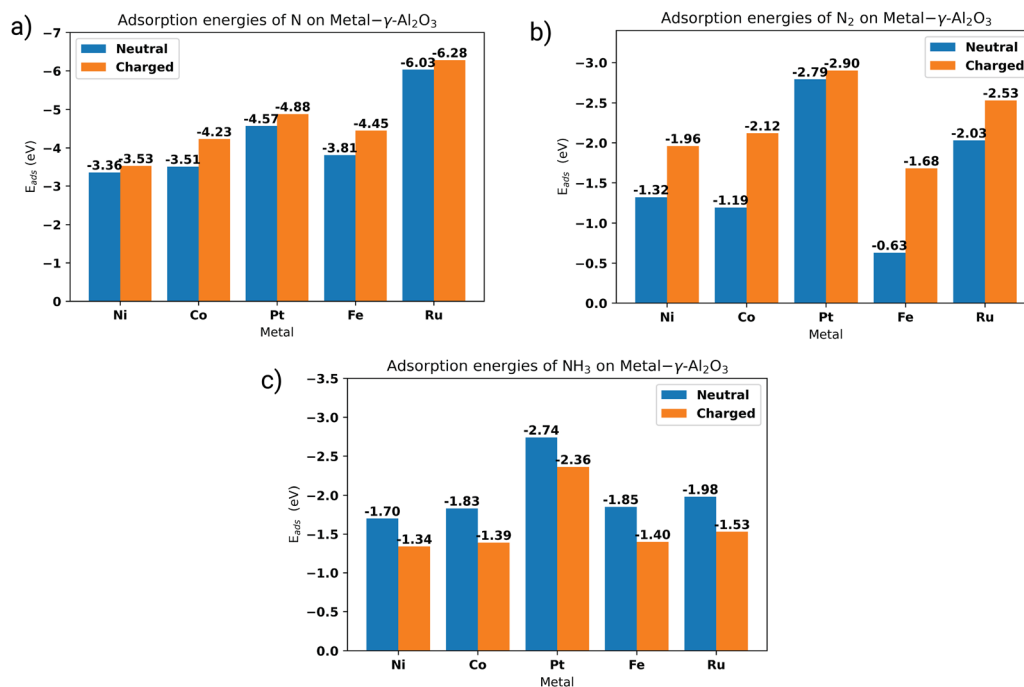 a)
Adsorption energies of N on Metal−γ-Al₂O₃
Neutral
Charged
−7
−6
−5
−4
−3
−2
−1
0
E_ads (eV)
-3.36
-3.53
-3.51
-4.23
-4.57
-4.88
-3.81
-4.45
-6.03
-6.28
Ni Co Pt Fe Ru
Metal
b)
Adsorption energies of N₂ on Metal−γ-Al₂O₃
Neutral
Charged
−3.0
−2.5
−2.0
−1.5
−1.0
−0.5
0.0
E_ads (eV)
-1.32
-1.96
-1.19
-2.12
-2.79
-2.90
-0.63
-1.68
-2.03
-2.53
Ni Co Pt Fe Ru
Metal
c)
Adsorption energies of NH₃ on Metal−γ-Al₂O₃
Neutral
Charged
−3.5
−3.0
−2.5
−2.0
−1.5
−1.0
−0.5
0.0
E_ads (eV)
-1.70
-1.34
-1.83
-1.39
-2.74
-2.36
-1.85
-1.40
-1.98
-1.53
Ni Co Pt Fe Ru
Metal